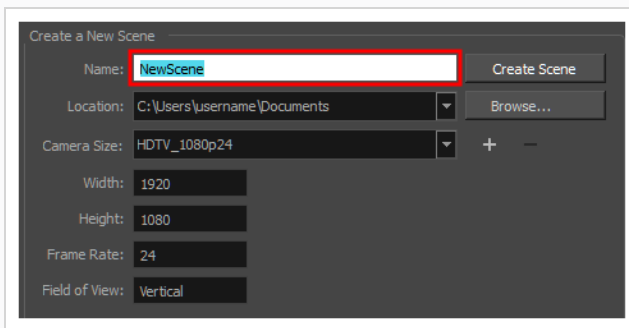 Create a New Scene
Name: NewScene Create Scene
Location: C:\Users\username\Documents Browse...
Camera Size: HDTV_1080p24 + −
Width: 1920
Height: 1080
Frame Rate: 24
Field of View: Vertical